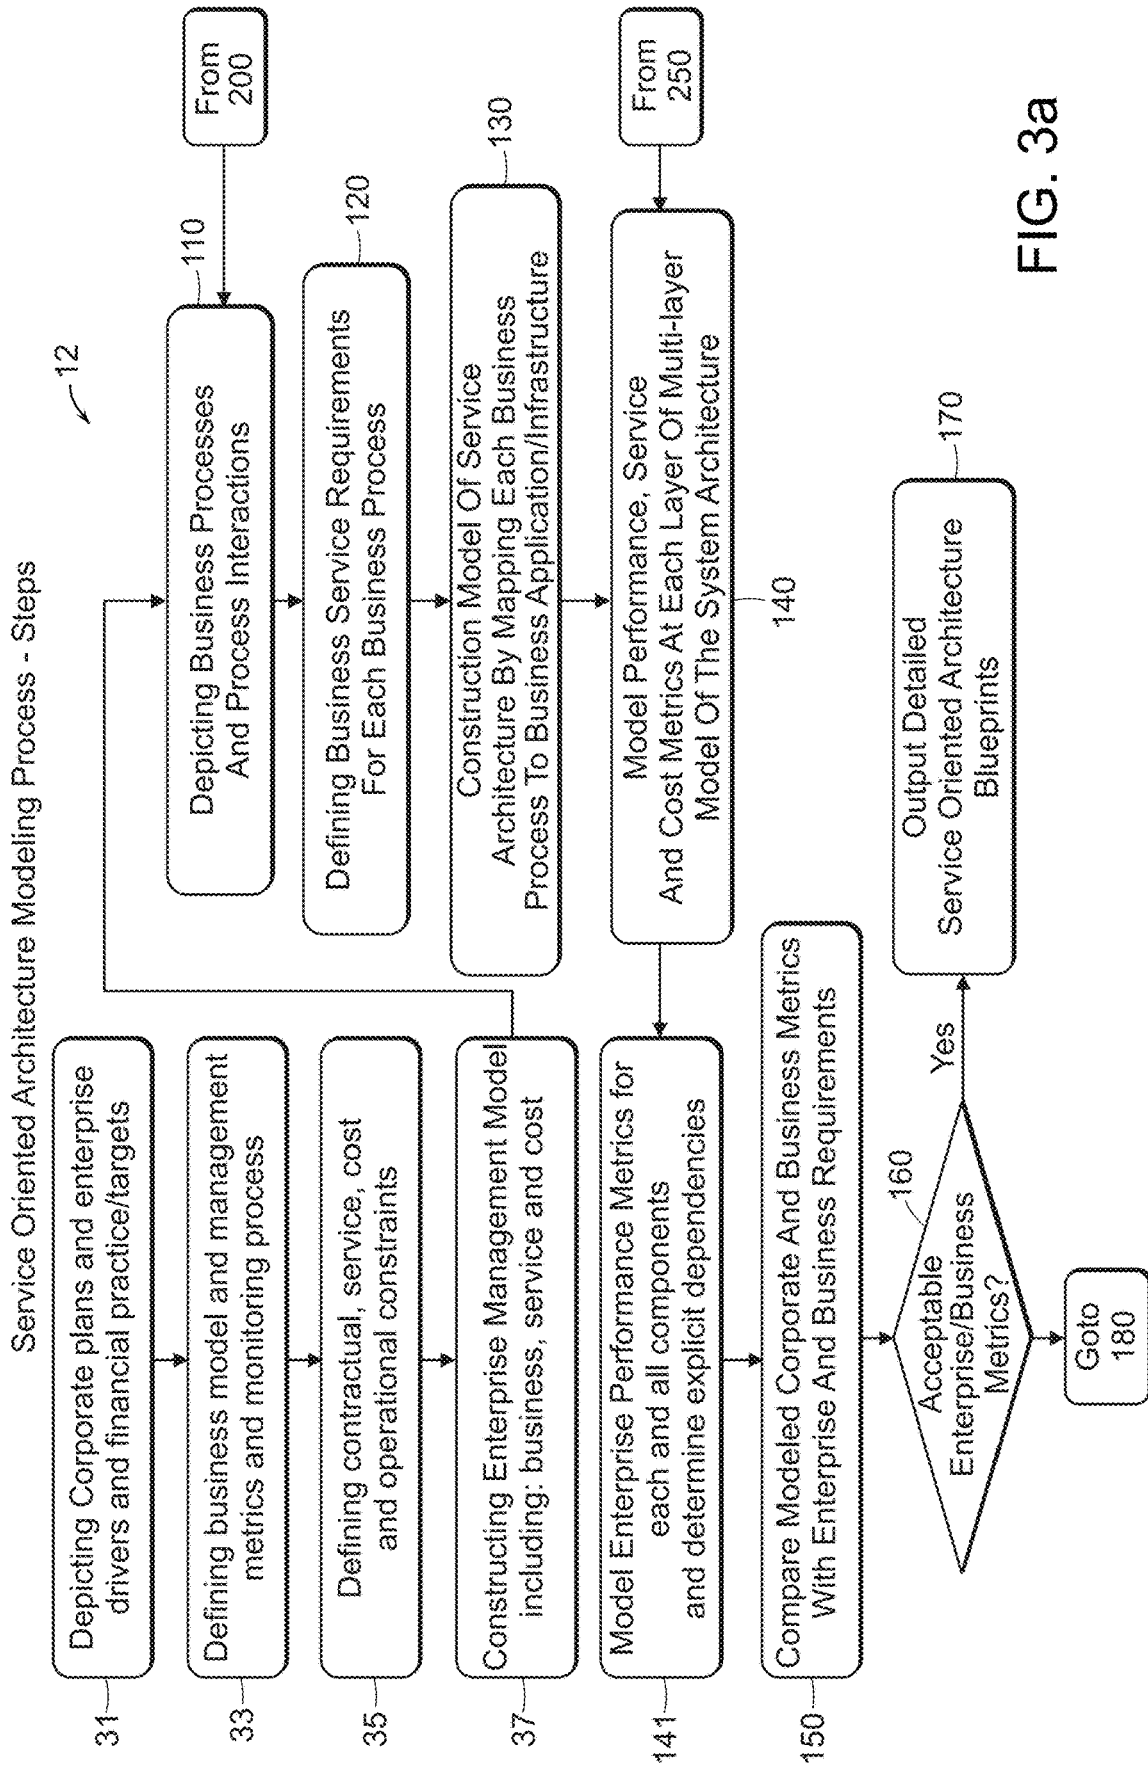 Service Oriented Architecture Modeling Process - Steps
12
31
Depicting Corporate plans and enterprise
drivers and financial practice/targets
33
Defining business model and management
metrics and monitoring process
35
Defining contractual, service, cost
and operational constraints
37
Constructing Enterprise Management Model
including: business, service and cost
110
Depicting Business Processes
And Process Interactions
From
200
120
Defining Business Service Requirements
For Each Business Process
130
Construction Model Of Service
Architecture By Mapping Each Business
Process To Business Application/Infrastructure
From
250
Model Performance, Service
And Cost Metrics At Each Layer Of Multi-layer
Model Of The System Architecture
140
141
Model Enterprise Performance Metrics for
each and all components
and determine explicit dependencies
150
Compare Modeled Corporate And Business Metrics
With Enterprise And Business Requirements
160
Acceptable
Enterprise/Business
Metrics?
Yes
170
Output Detailed
Service Oriented Architecture
Blueprints
Goto
180
FIG. 3a